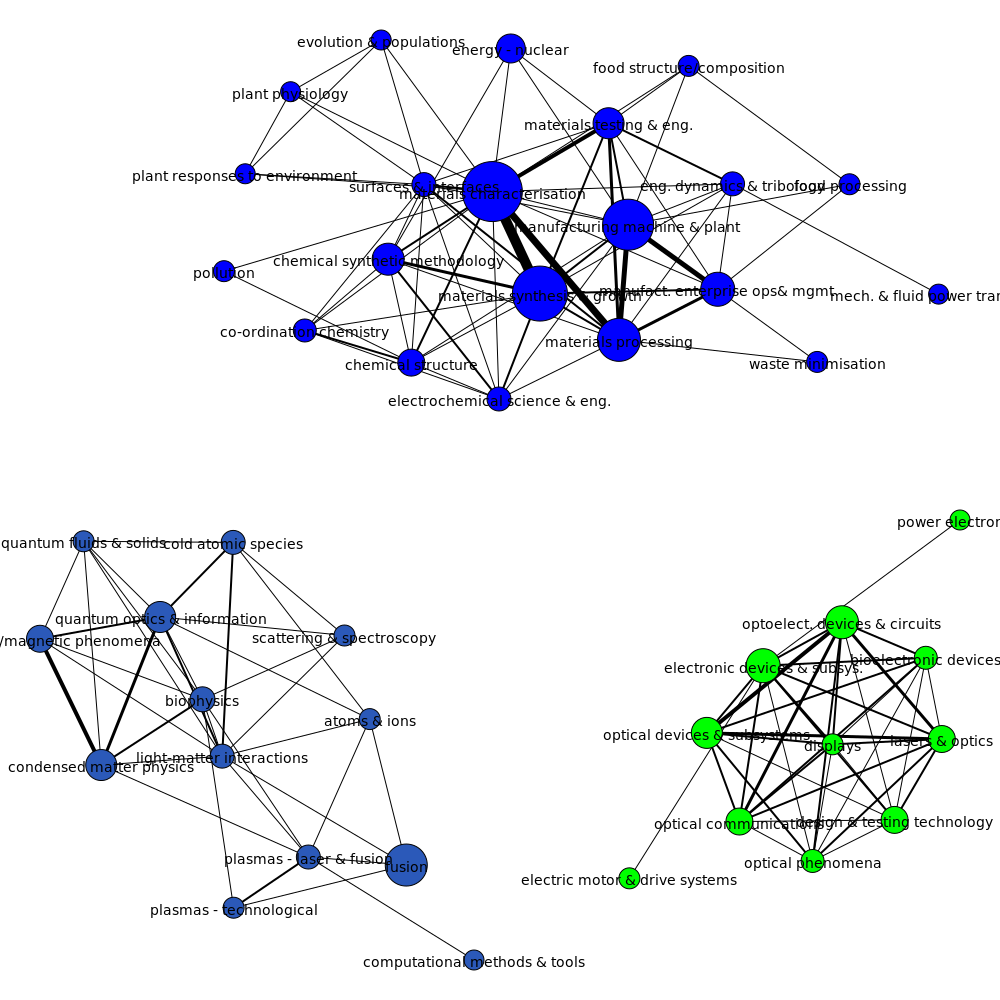 evolution & populations
energy - nuclear
food structure/composition
plant physiology
materials testing & eng.
plant responses to environment
surfaces & interfaces
materials characterisation
eng. dynamics & tribology
food processing
manufacturing machine & plant
chemical synthetic methodology
pollution
materials synthesis & growth
manufact. enterprise ops& mgmt
mech. & fluid power tran
co-ordination chemistry
materials processing
chemical structure
waste minimisation
electrochemical science & eng.
power electron
quantum fluids & solids
cold atomic species
quantum optics & information
optoelect. devices & circuits
/magnetic phenomena
scattering & spectroscopy
electronic devices & subsys.
bioelectronic devices
biophysics
atoms & ions
optical devices & subsystems
displays
lasers & optics
light-matter interactions
condensed matter physics
optical communications
design & testing technology
plasmas - laser & fusion
fusion
optical phenomena
electric motor & drive systems
plasmas - technological
computational methods & tools